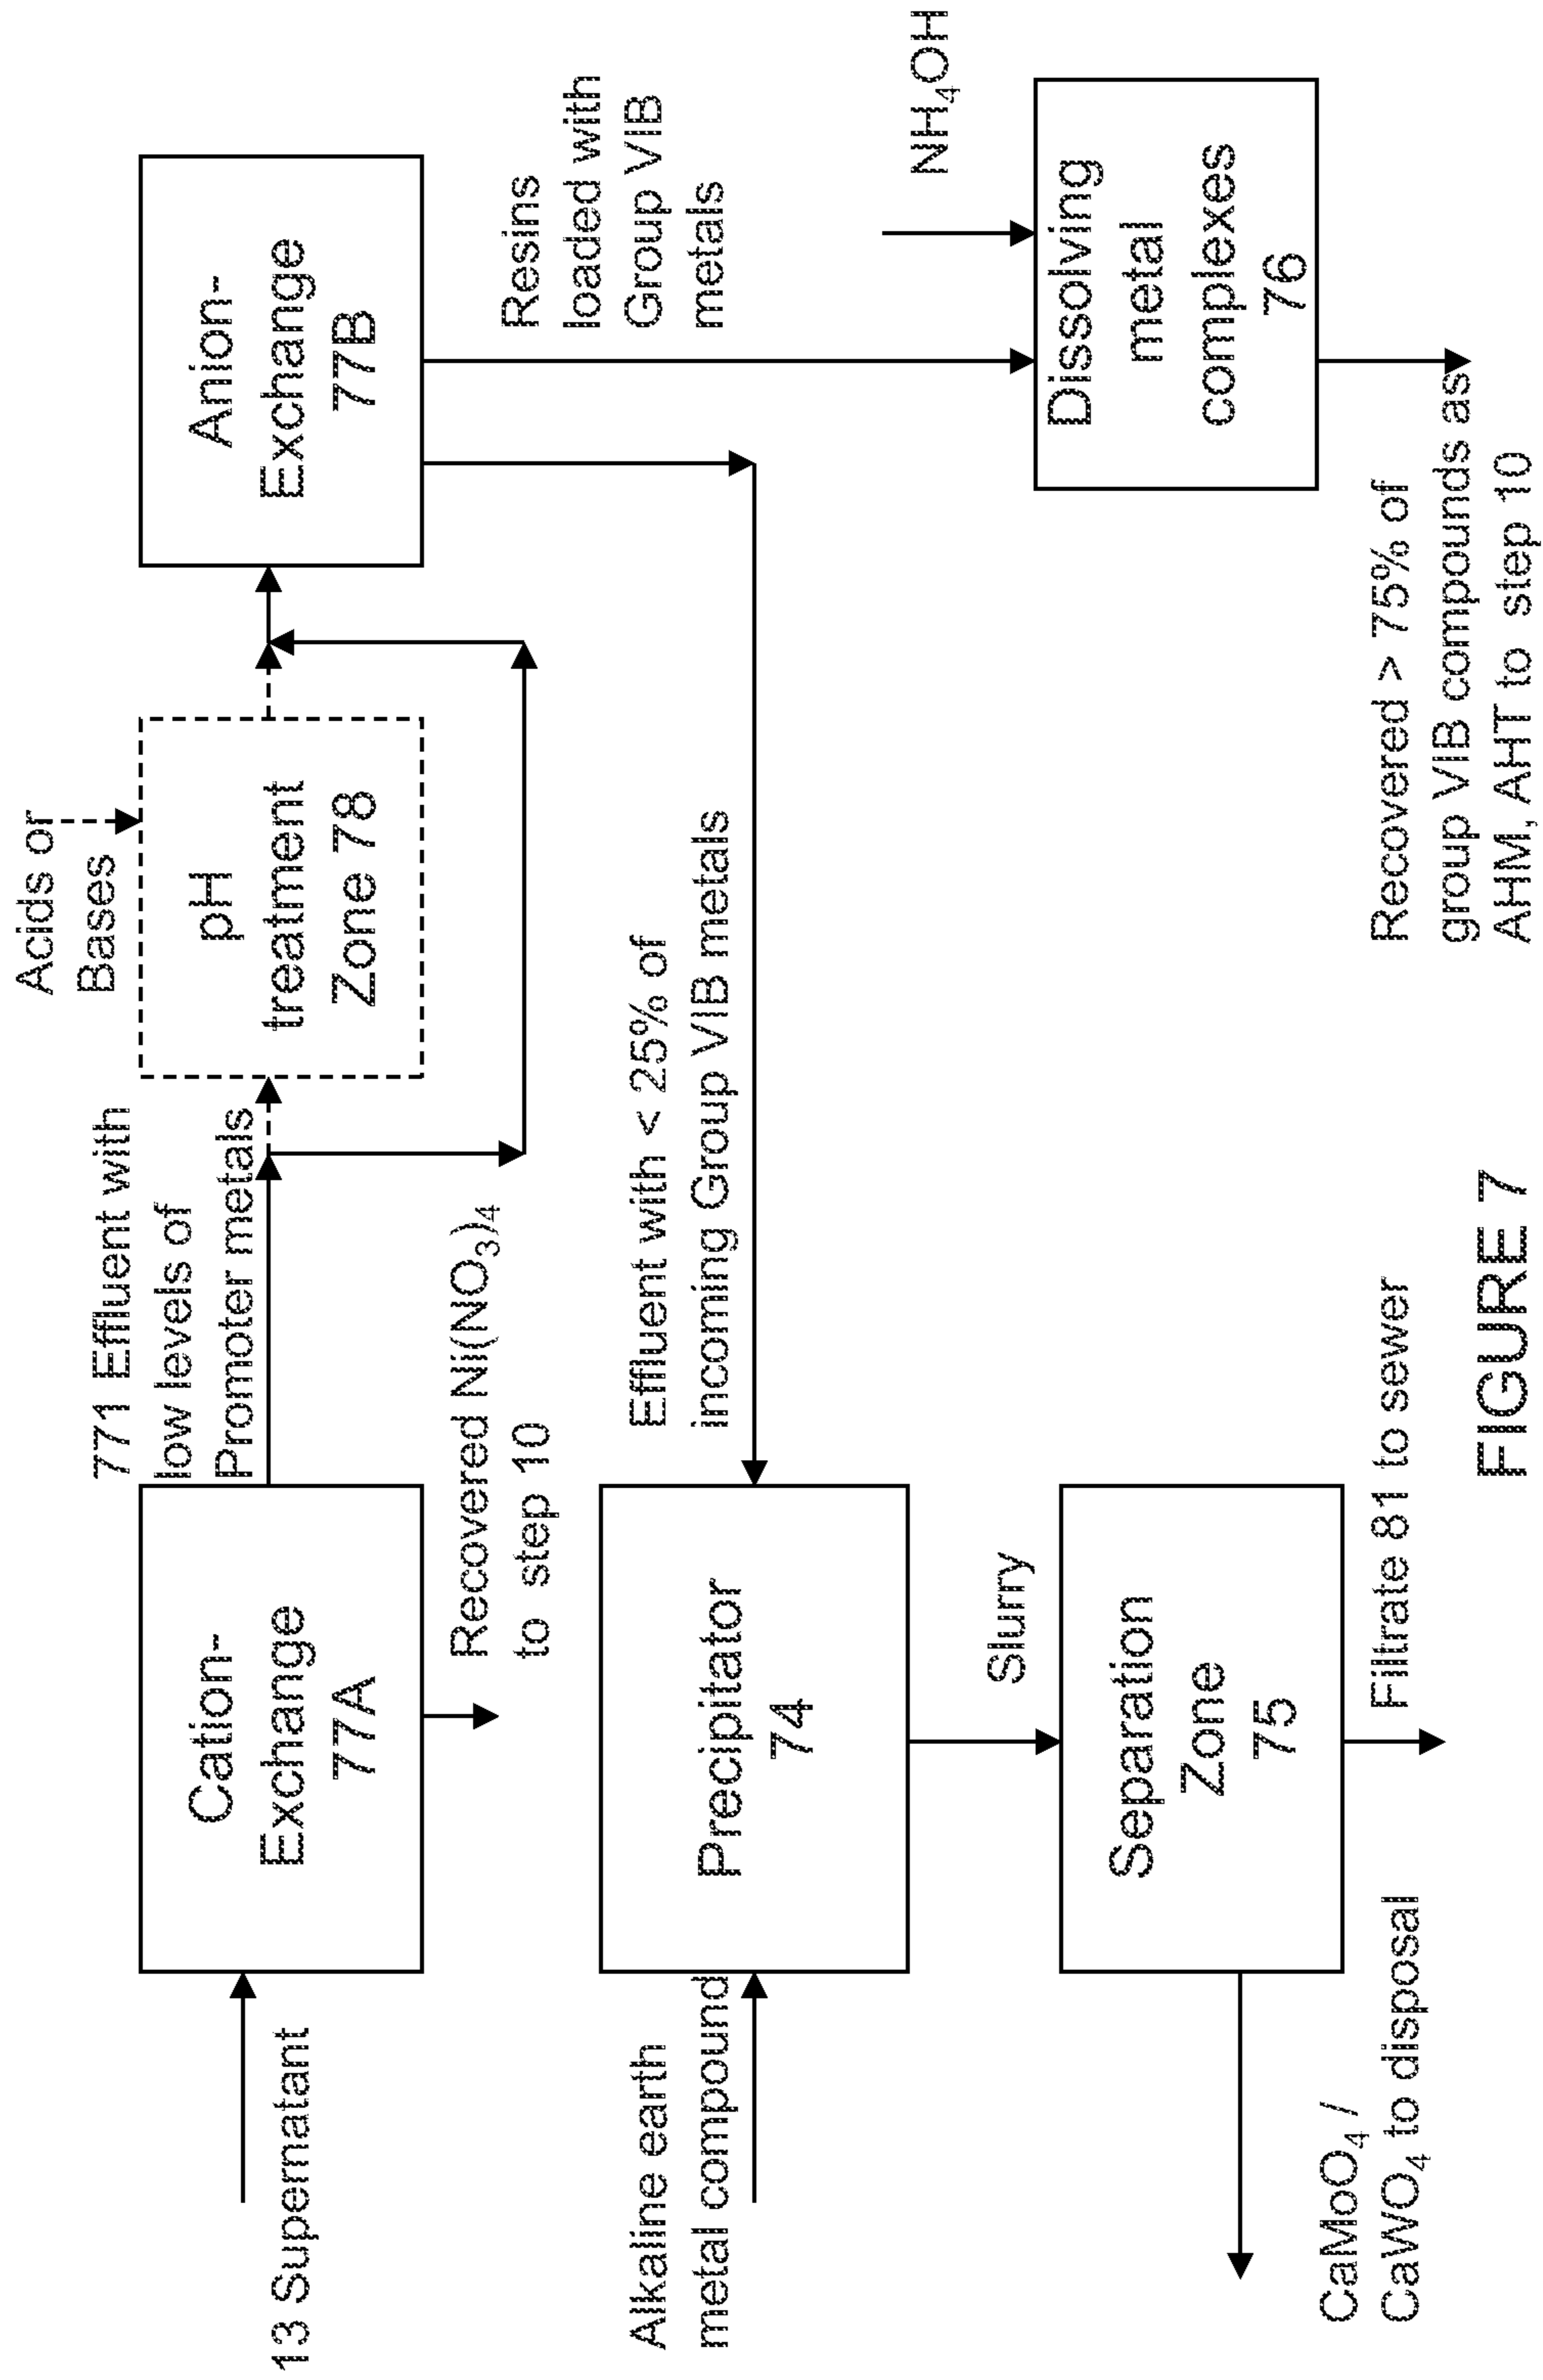 Acids or
Bases
771 Effluent with
low levels of
Promoter metals
13 Supernatant
Cation-
Exchange
77A
pH
treatment
Zone 78
Anion-
Exchange
77B
Recovered Ni(NO3)4
to step 10
Resins
loaded with
Group VIB
metals
Effluent with < 25% of
incoming Group VIB metals
Alkaline earth
metal compound
Precipitator
74
NH4OH
Slurry
Separation
Zone
75
Dissolving
metal
complexes
76
CaMoO4 /
CaWO4 to disposal
Filtrate 81 to sewer
Recovered > 75% of
group VIB compounds as
AHM, AHT to step 10
FIGURE 7